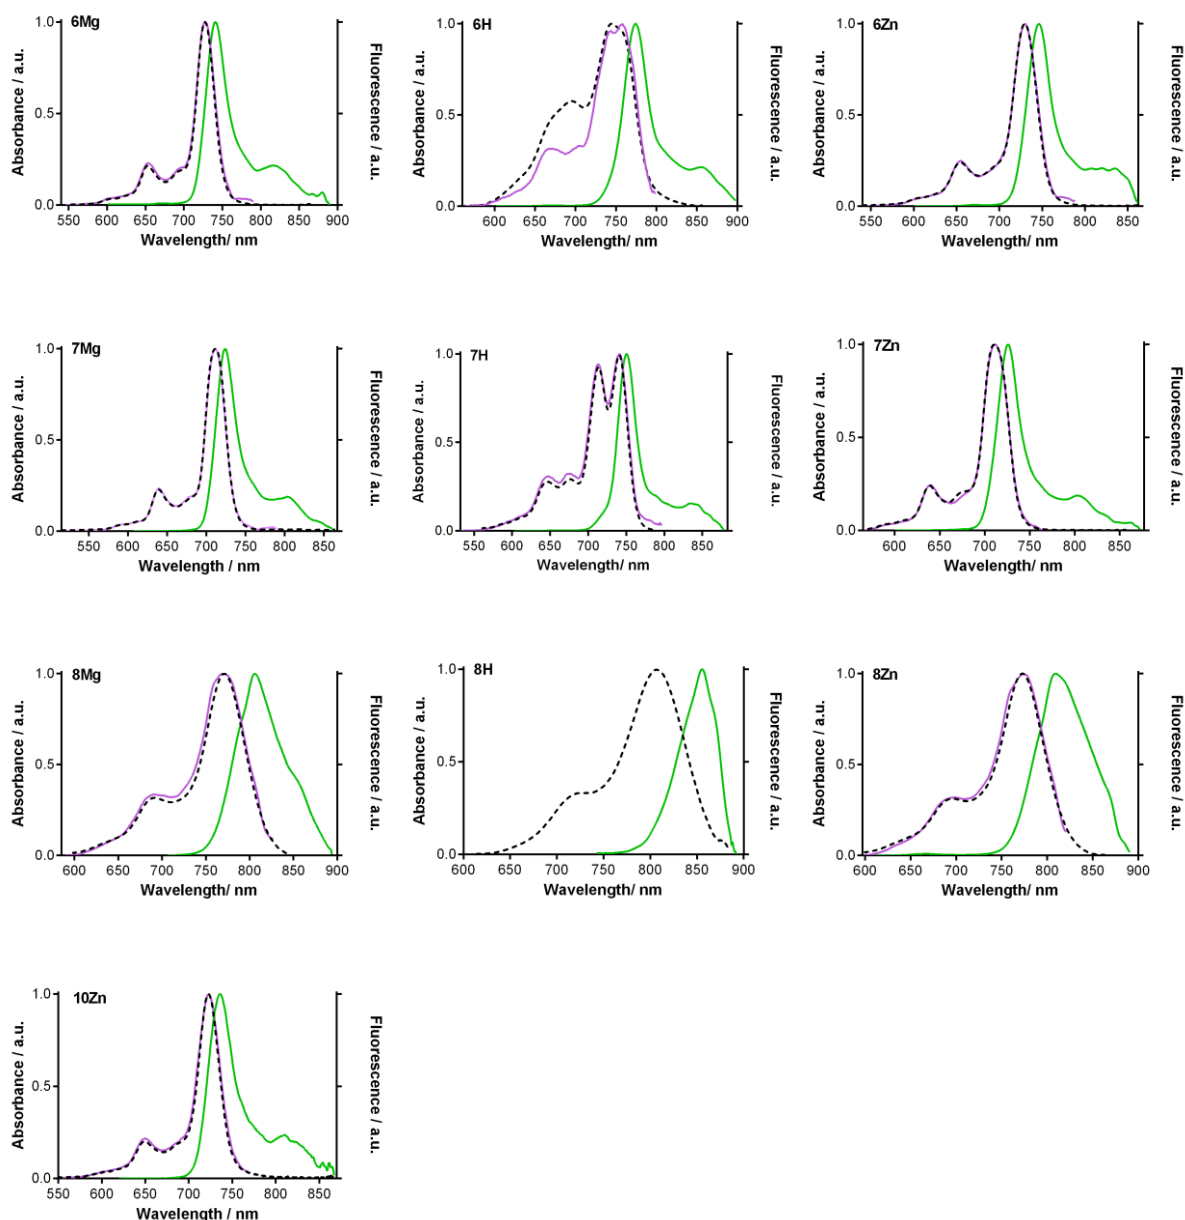 6Mg
Absorbance / a.u.
1.0
0.5
0.0
550 600 650 700 750 800 850 900
Wavelength/ nm
Fluorescence / a.u.
6H
Absorbance / a.u.
1.0
0.5
0.0
600 650 700 750 800 850 900
Wavelength/ nm
Fluorescence / a.u.
6Zn
Absorbance / a.u.
1.0
0.5
0.0
550 600 650 700 750 800 850
Wavelength/ nm
Fluorescence / a.u.
7Mg
Absorbance / a.u.
1.0
0.5
0.0
550 600 650 700 750 800 850
Wavelength / nm
Fluorescence / a.u.
7H
Absorbance / a.u.
1.0
0.5
0.0
550 600 650 700 750 800 850
Wavelength/ nm
Fluorescence / a.u.
7Zn
Absorbance / a.u.
1.0
0.5
0.0
600 650 700 750 800 850
Wavelength/ nm
Fluorescence / a.u.
8Mg
Absorbance / a.u.
1.0
0.5
0.0
600 650 700 750 800 850 900
Wavelength/ nm
Fluorescence / a.u.
8H
Absorbance / a.u.
1.0
0.5
0.0
600 650 700 750 800 850 900
Wavelength/ nm
Fluorescence / a.u.
8Zn
Absorbance / a.u.
1.0
0.5
0.0
600 650 700 750 800 850 900
Wavelength/ nm
Fluorescence / a.u.
10Zn
Absorbance / a.u.
1.0
0.5
0.0
550 600 650 700 750 800 850
Wavelength / nm
Fluorescence / a.u.